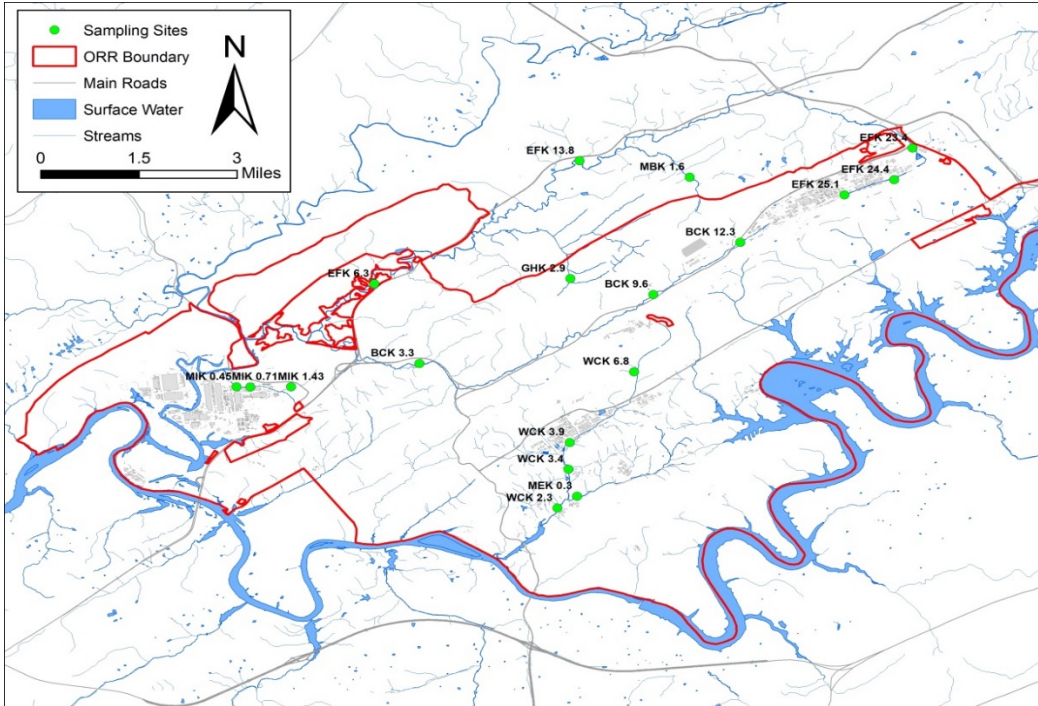 Sampling Sites
ORR Boundary
Main Roads
Surface Water
Streams
N
0 1.5 3
Miles
EFK 23.4
EFK 13.8
MBK 1.6
EFK 24.4
EFK 25.1
BCK 12.3
EFK 6.3
GHK 2.9
BCK 9.6
BCK 3.3
WCK 6.8
MIK 0.45 MIK 0.71 MIK 1.43
WCK 3.9
WCK 3.4
MEK 0.3
WCK 2.3